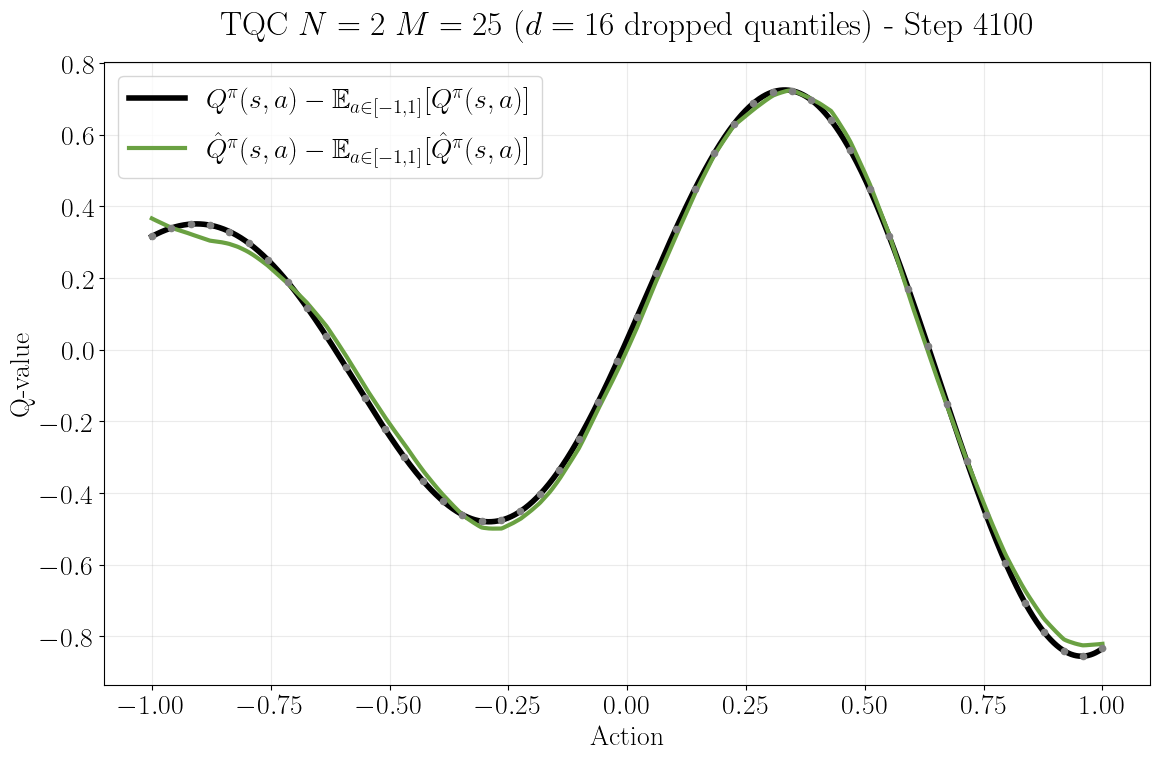 TQC N = 2 M = 25 (d = 16 dropped quantiles) - Step 4100
Q^π(s, a) − 𝔼_{a∈[−1,1]}[Q^π(s, a)]
Q̂^π(s, a) − 𝔼_{a∈[−1,1]}[Q̂^π(s, a)]
0.8
0.6
0.4
0.2
0.0
−0.2
−0.4
−0.6
−0.8
Q-value
−1.00 −0.75 −0.50 −0.25 0.00 0.25 0.50 0.75 1.00
Action